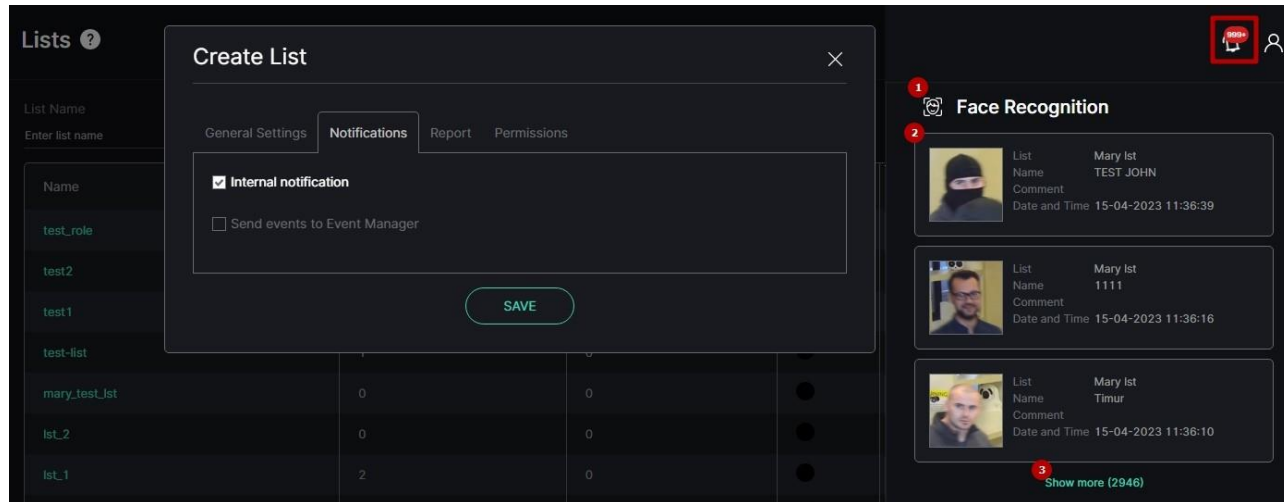 Lists ?
List Name
Enter list name
Name
test_role
test2
test1
test-list
1 0
mary_test_lst 0 0
lst_2 0 0
lst_1 2 0
Create List
General Settings Notifications Report Permissions
Internal notification
Send events to Event Manager
SAVE
999+
1
Face Recognition
2
List Mary lst
Name TEST JOHN
Comment
Date and Time 15-04-2023 11:36:39
List Mary lst
Name 1111
Comment
Date and Time 15-04-2023 11:36:16
List Mary lst
Name Timur
Comment
Date and Time 15-04-2023 11:36:10
3
Show more (2946)